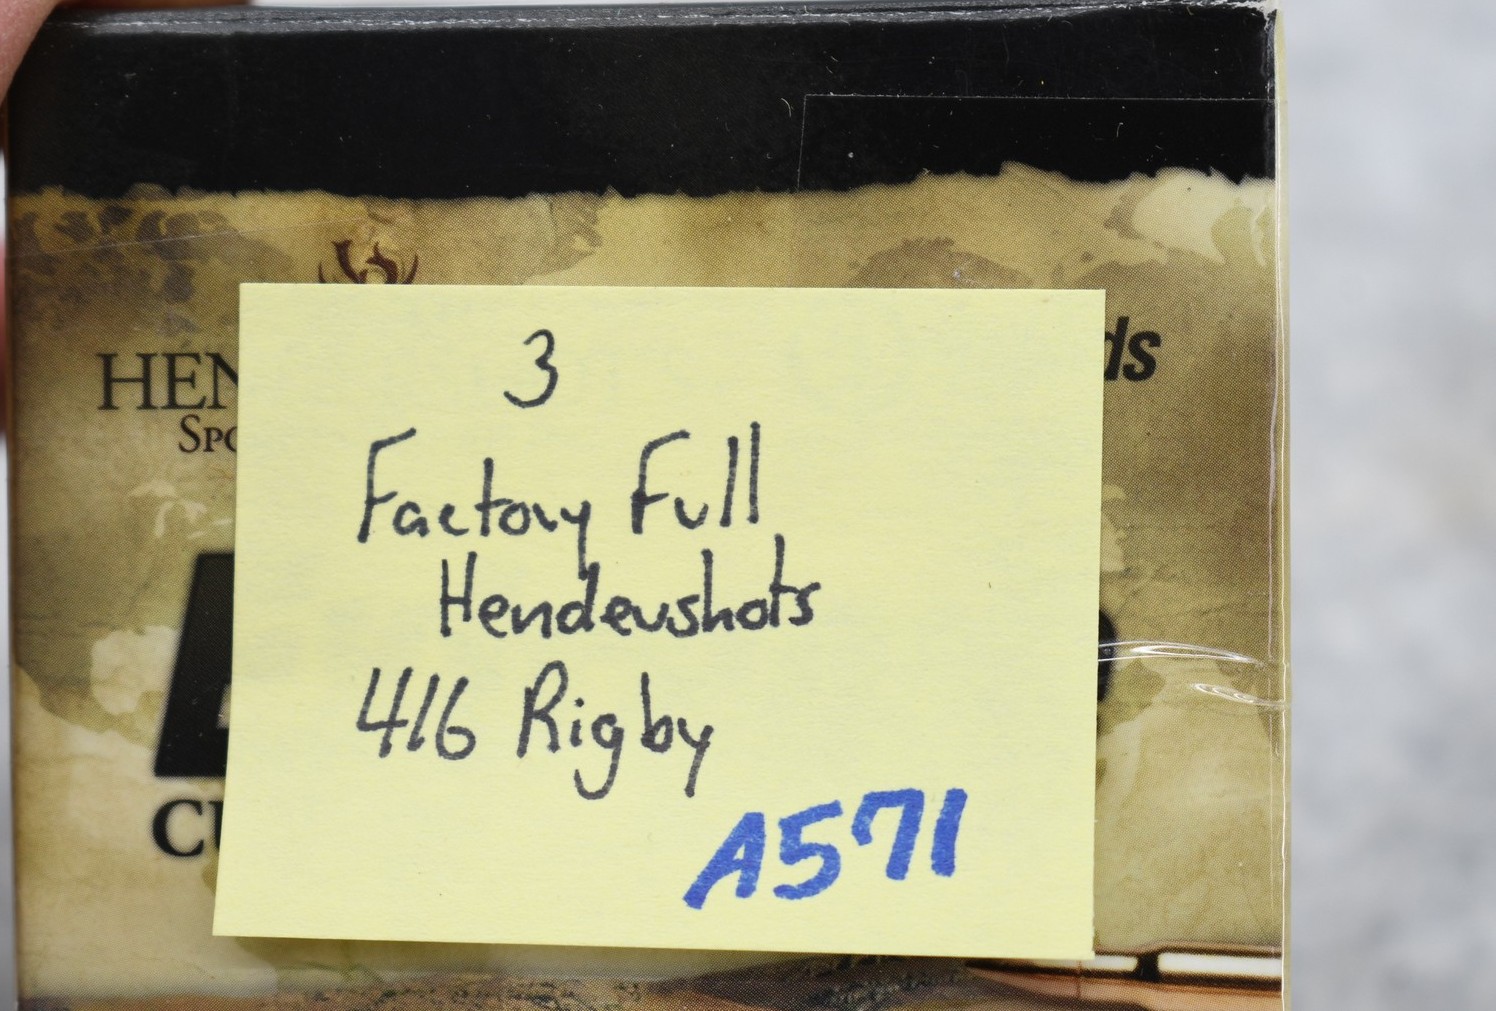 HEN
SPO
ds
3
Factory Full
Hendershots
416 Rigby
A571
CU